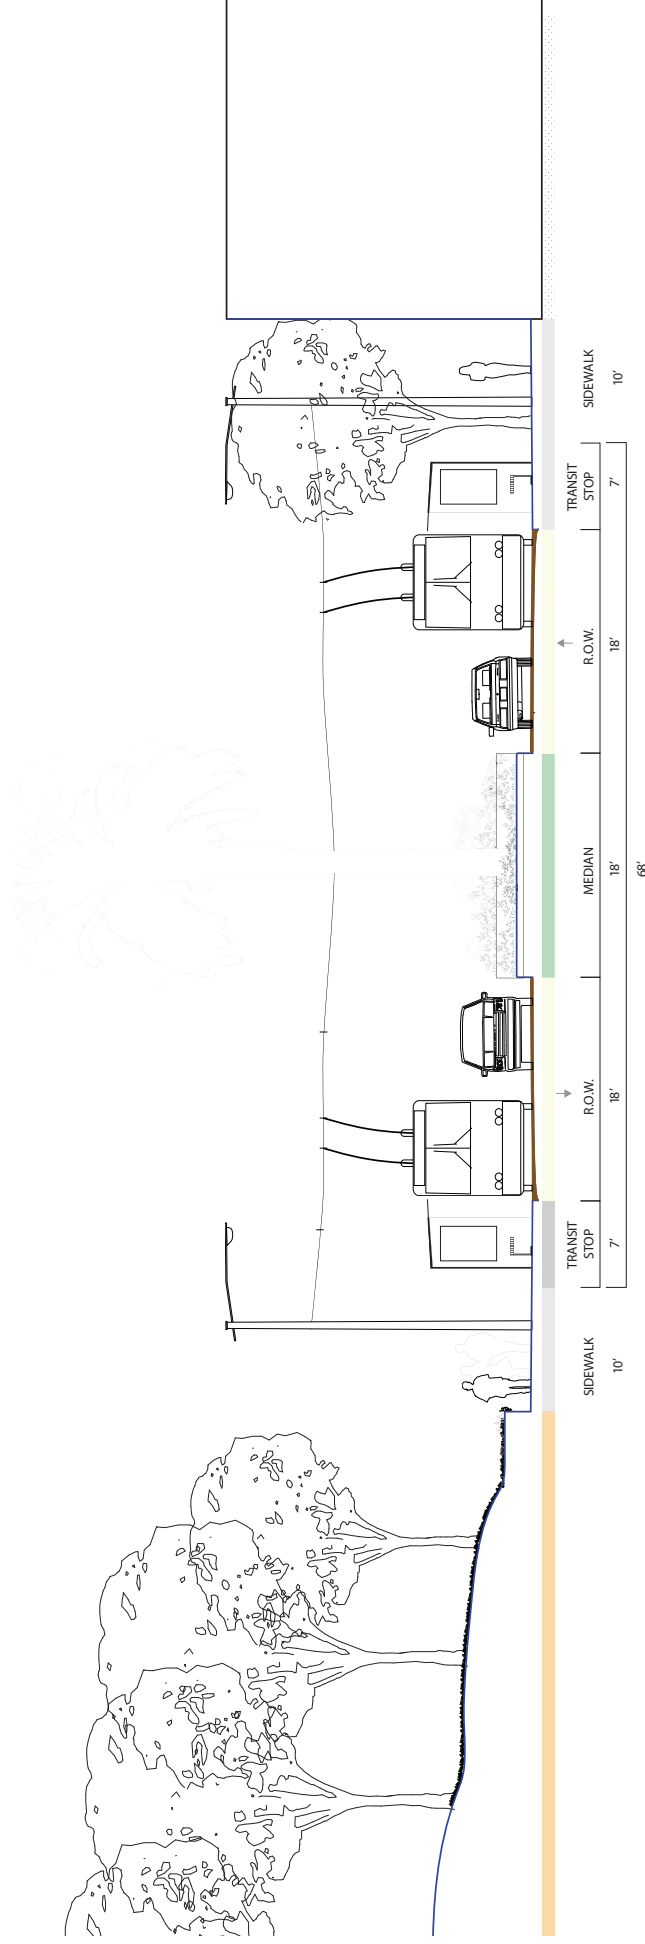 SIDEWALK
10'
TRANSIT
STOP
7'
R.O.W.
18'
MEDIAN
18'
R.O.W.
18'
TRANSIT
STOP
7'
SIDEWALK
10'
68'